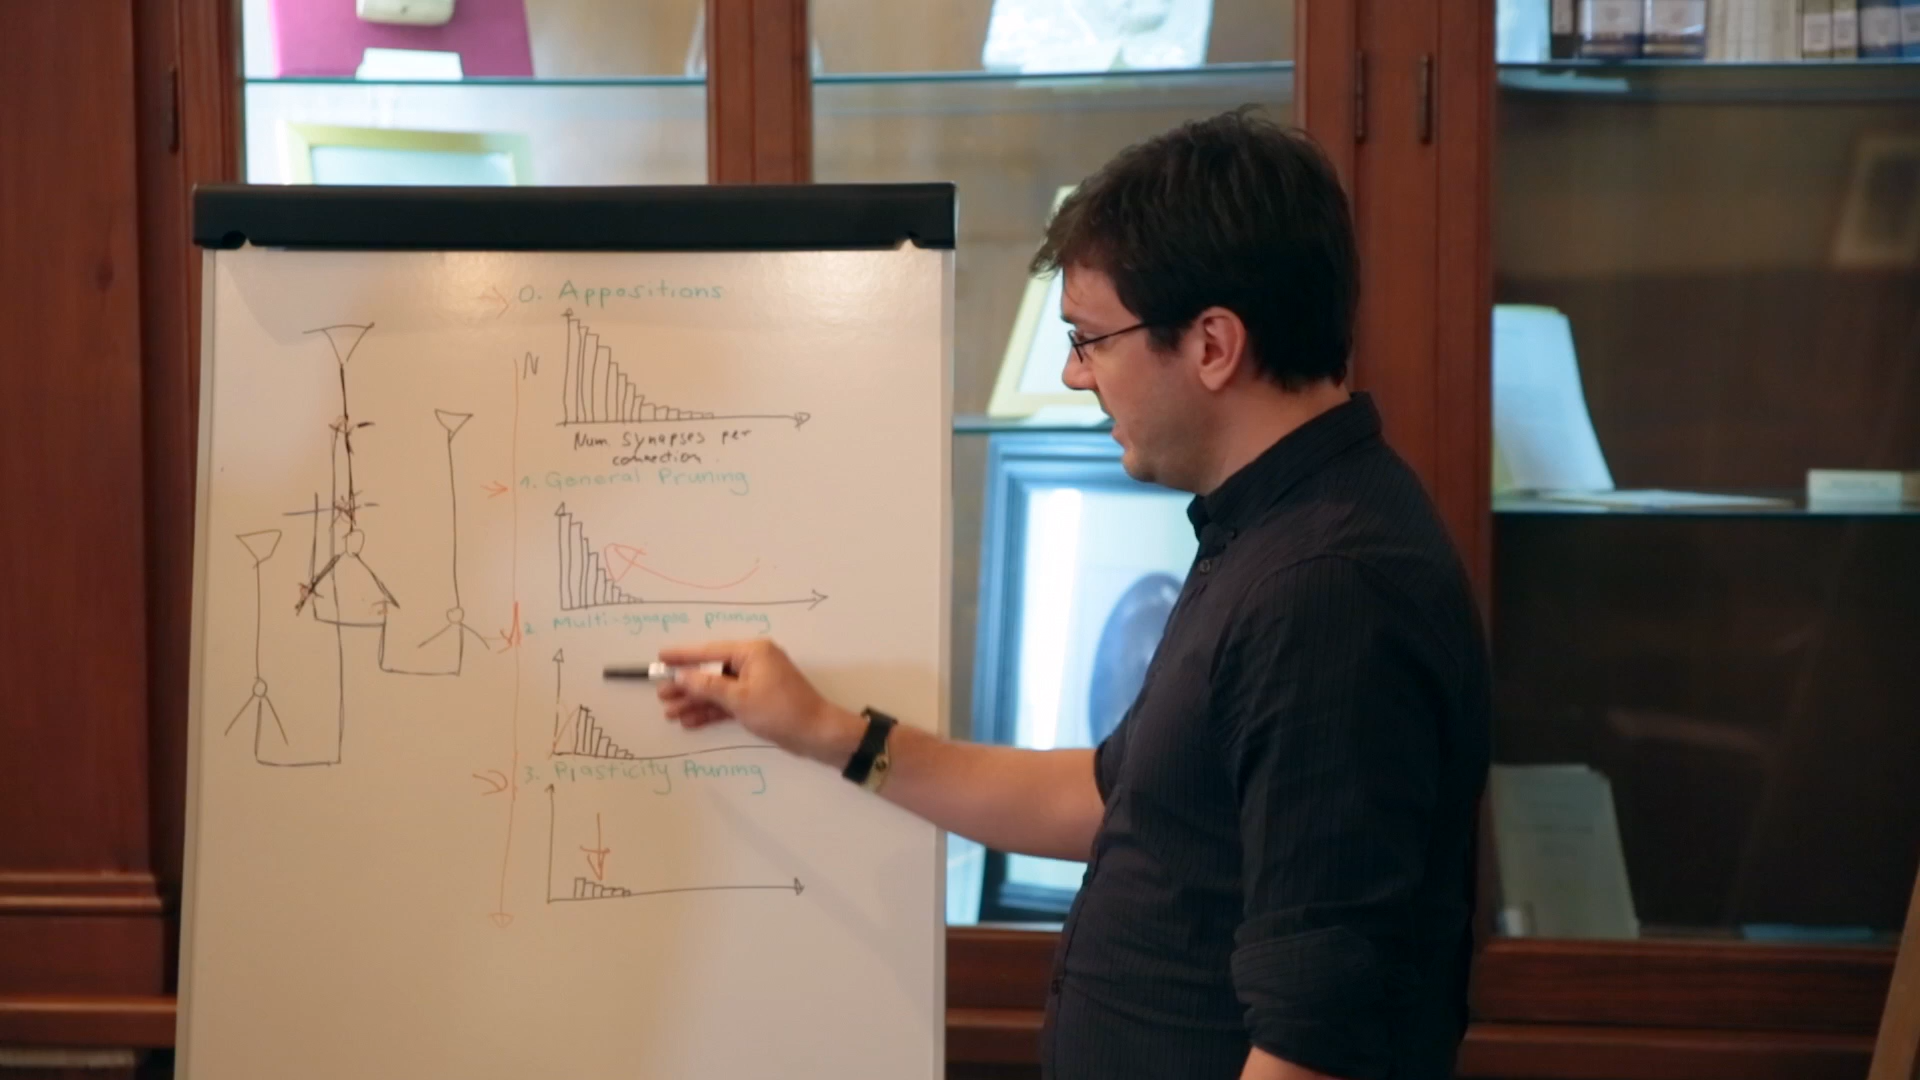 0. Appositions
N
Num synapses per
connection
1. General Pruning
2. Multi-synapse pruning
3. Plasticity Pruning